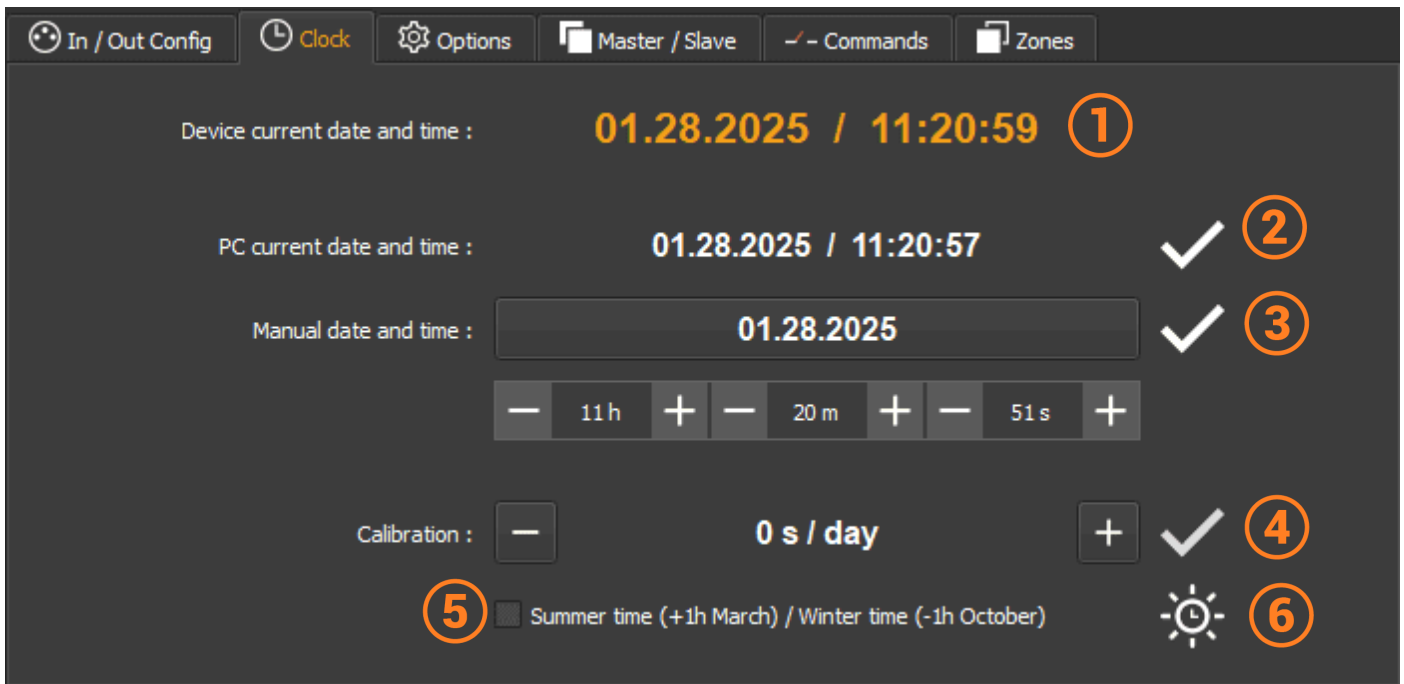 In / Out Config Clock Options Master / Slave Commands Zones
Device current date and time : 01.28.2025 / 11:20:59 1
PC current date and time : 01.28.2025 / 11:20:57 2
Manual date and time : 01.28.2025 3
− 11 h + − 20 m + − 51 s +
Calibration : − 0 s / day + 4
5 Summer time (+1h March) / Winter time (-1h October) 6